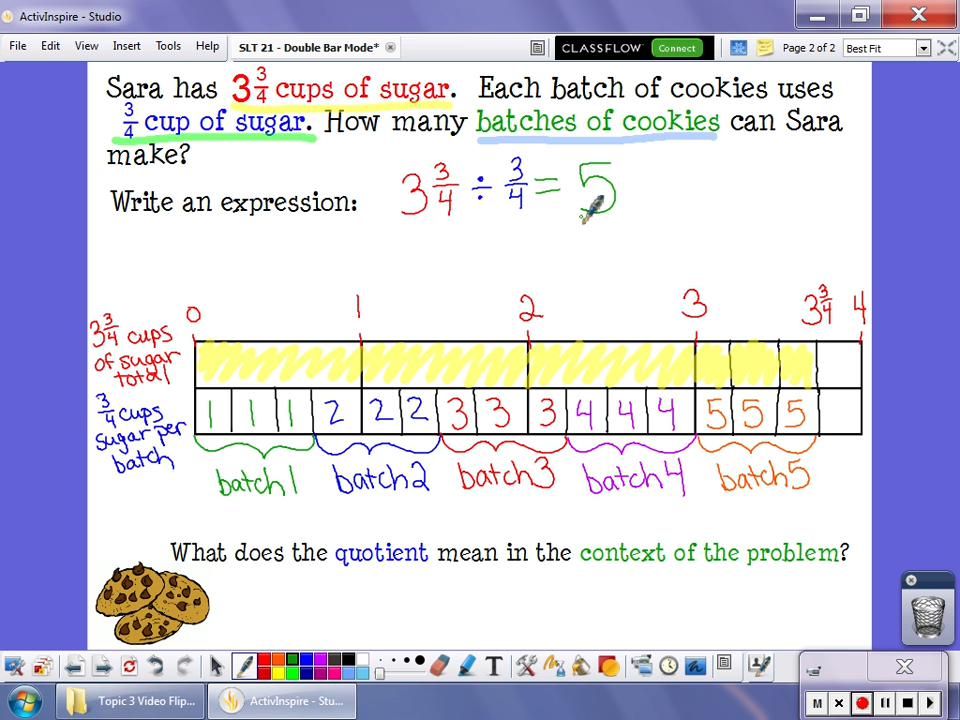 ActivInspire - Studio
File Edit View Insert Tools Help SLT 21 - Double Bar Mode* CLASSFLOW Connect Page 2 of 2 Best Fit
Sara has 3 3/4 cups of sugar. Each batch of cookies uses
3/4 cup of sugar. How many batches of cookies can Sara
make?
Write an expression: 3 3/4 ÷ 3/4 = 5
0 1 2 3 3 3/4 4
3 3/4 cups
of sugar
total
3/4 cups
sugar per
batch
1 1 1 2 2 2 3 3 3 4 4 4 5 5 5
batch 1 batch 2 batch 3 batch 4 batch 5
What does the quotient mean in the context of the problem?
T
M
Topic 3 Video Flip... ActivInspire - Stu...